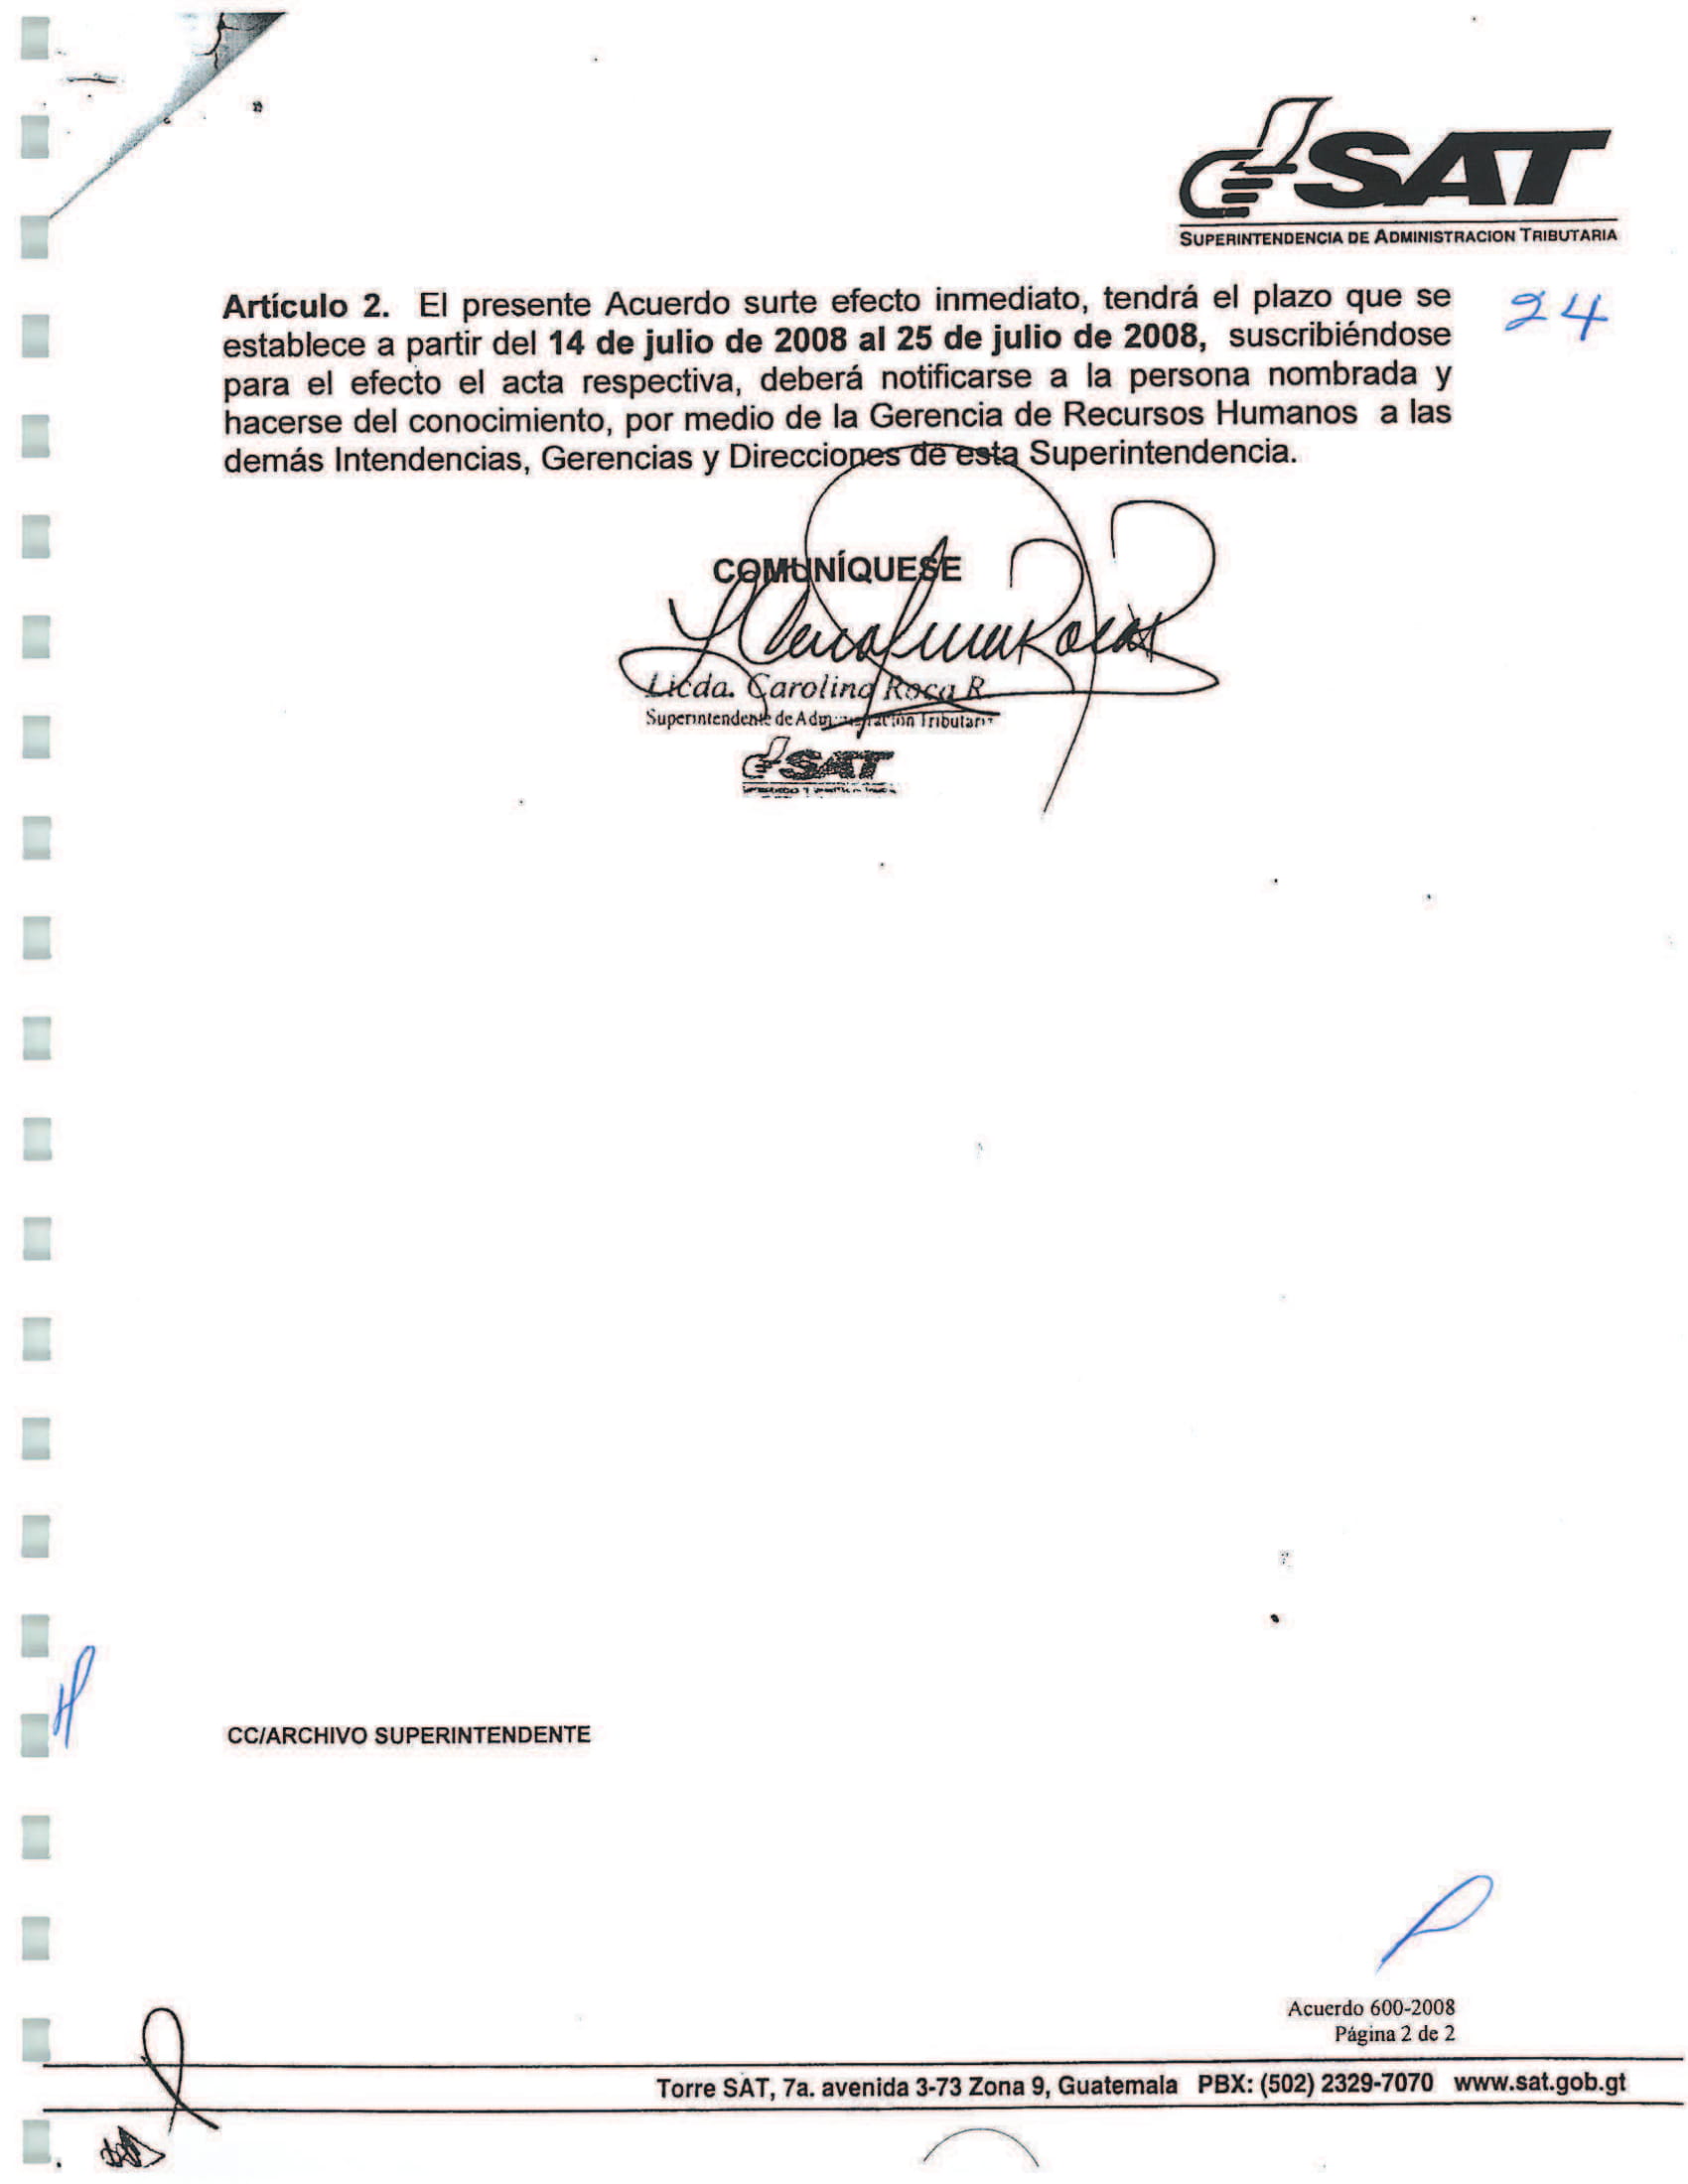 SAT
SUPERINTENDENCIA DE ADMINISTRACION TRIBUTARIA
24
Artículo 2. El presente Acuerdo surte efecto inmediato, tendrá el plazo que se
establece a partir del 14 de julio de 2008 al 25 de julio de 2008, suscribiéndose
para el efecto el acta respectiva, deberá notificarse a la persona nombrada y
hacerse del conocimiento, por medio de la Gerencia de Recursos Humanos a las
demás Intendencias, Gerencias y Direcciones de esta Superintendencia.
COMUNÍQUESE
Licda. Carolina Roca R.
Superintendente de Administración Tributaria
SAT
CC/ARCHIVO SUPERINTENDENTE
Acuerdo 600-2008
Página 2 de 2
Torre SAT, 7a. avenida 3-73 Zona 9, Guatemala PBX: (502) 2329-7070 www.sat.gob.gt